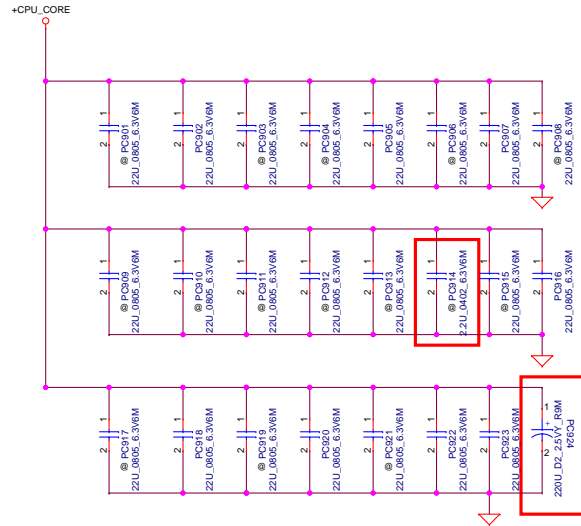 +CPU_CORE
1
2
@ PC901
22U_0805_6.3V6M
1
2
PC902
22U_0805_6.3V6M
1
2
@ PC903
22U_0805_6.3V6M
1
2
@ PC904
22U_0805_6.3V6M
1
2
PC905
22U_0805_6.3V6M
1
2
@ PC906
22U_0805_6.3V6M
1
2
PC907
22U_0805_6.3V6M
1
2
@ PC908
22U_0805_6.3V6M
1
2
@ PC909
22U_0805_6.3V6M
1
2
@ PC910
22U_0805_6.3V6M
1
2
@ PC911
22U_0805_6.3V6M
1
2
@ PC912
22U_0805_6.3V6M
1
2
@ PC913
22U_0805_6.3V6M
1
2
@ PC914
2.2U_0402_6.3V6M
1
2
@ PC915
22U_0805_6.3V6M
1
2
PC916
22U_0805_6.3V6M
1
2
@ PC917
22U_0805_6.3V6M
1
2
PC918
22U_0805_6.3V6M
1
2
@ PC919
22U_0805_6.3V6M
1
2
PC920
22U_0805_6.3V6M
1
2
@ PC921
22U_0805_6.3V6M
1
2
PC922
22U_0805_6.3V6M
1
2
PC923
22U_0805_6.3V6M
1
+
2
PC924
220U_D2_2.5VY_R6M